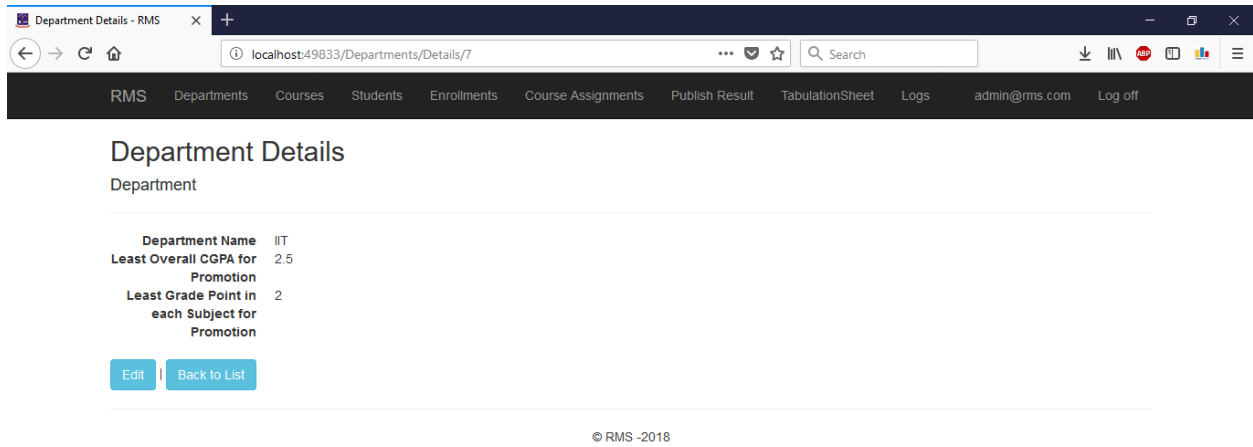 Department Details - RMS
localhost:49833/Departments/Details/7
Search
ABP
RMS Departments Courses Students Enrollments Course Assignments Publish Result TabulationSheet Logs admin@rms.com Log off
Department Details
Department
Department Name IIT
Least Overall CGPA for 2.5
Promotion
Least Grade Point in 2
each Subject for
Promotion
Edit | Back to List
© RMS -2018